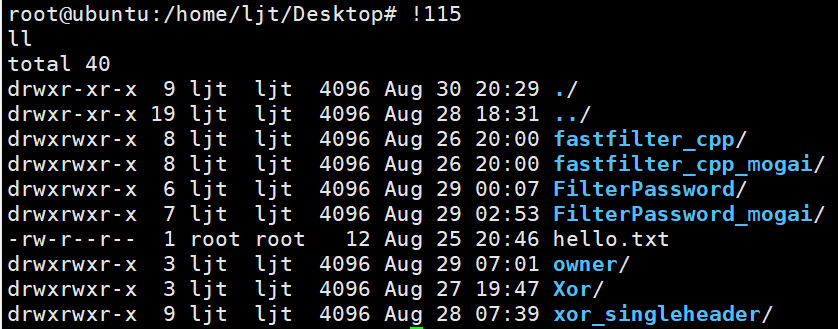 root@ubuntu:/home/ljt/Desktop# !115
ll
total 40
drwxr-xr-x  9 ljt  ljt  4096 Aug 30 20:29 ./
drwxr-xr-x 19 ljt  ljt  4096 Aug 28 18:31 ../
drwxrwxr-x  8 ljt  ljt  4096 Aug 26 20:00 fastfilter_cpp/
drwxrwxr-x  8 ljt  ljt  4096 Aug 26 20:00 fastfilter_cpp_mogai/
drwxrwxr-x  6 ljt  ljt  4096 Aug 29 00:07 FilterPassword/
drwxrwxr-x  7 ljt  ljt  4096 Aug 29 02:53 FilterPassword_mogai/
-rw-r--r--  1 root root   12 Aug 25 20:46 hello.txt
drwxrwxr-x  3 ljt  ljt  4096 Aug 29 07:01 owner/
drwxrwxr-x  3 ljt  ljt  4096 Aug 27 19:47 Xor/
drwxrwxr-x  9 ljt  ljt  4096 Aug 28 07:39 xor_singleheader/